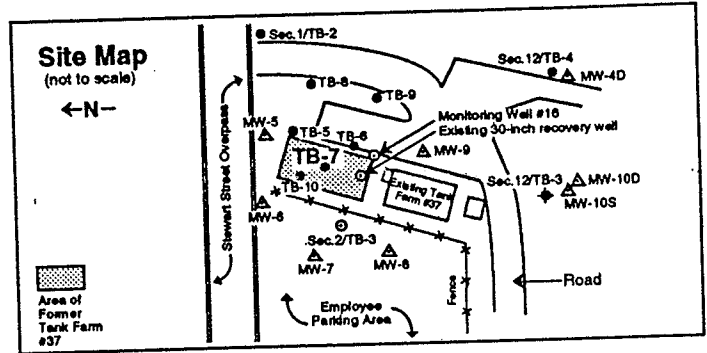 Site Map
(not to scale)
←N–
Sec.1/TB-2
Sec.12/TB-4
MW-4D
TB-8
TB-9
Monitoring Well #16
Existing 30-inch recovery well
MW-5
TB-5
TB-6
MW-9
TB-7
Stewart Street Overpass
TB-10
Existing Tank
Farm #37
Sec.12/TB-3
MW-10D
MW-10S
MW-6
Sec.2/TB-3
MW-7
MW-6
Fence
Road
Employee
Parking Area
Area of
Former
Tank Farm
#37